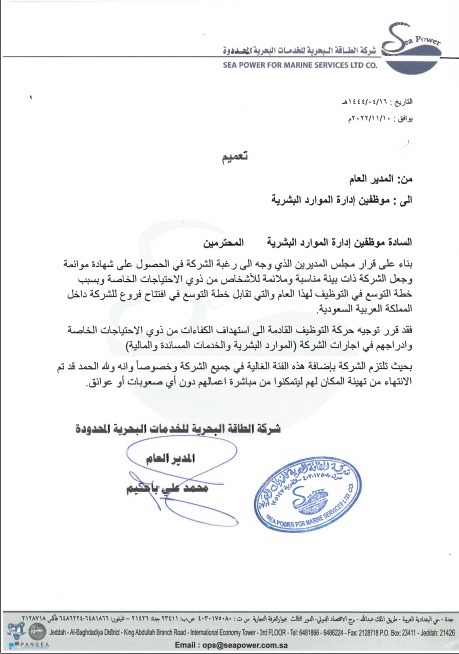 Sea Power
شركة الطاقة البحرية للخدمات البحرية المحدودة
SEA POWER FOR MARINE SERVICES LTD CO.
التاريخ : ١٤٤٤/٠٤/١٦هـ
يوافق : ٢٠٢٢/١١/١٠م
تعميم
من: المدير العام
الى : موظفين إدارة الموارد البشرية
السادة موظفين إدارة الموارد البشرية المحترمين
بناء على قرار مجلس المديرين الذي وجه الى رغبة الشركة في الحصول على شهادة موائمة
وجعل الشركة ذات بيئة مناسبة وملائمة للأشخاص من ذوي الاحتياجات الخاصة وبسبب
خطة التوسع في التوظيف لهذا العام والتي تقابل خطة التوسع في افتتاح فروع للشركة داخل
المملكة العربية السعودية.
فقد قرر توجيه حركة التوظيف القادمة الى استهداف الكفاءات من ذوي الاحتياجات الخاصة
وادراجهم في ادارات الشركة (الموارد البشرية والخدمات المساندة والمالية)
بحيث تلتزم الشركة بإضافة هذه الفئة الغالية في جميع الشركة وخصوصاً وانه ولله الحمد قد تم
الانتهاء من تهيئة المكان لهم ليتمكنوا من مباشرة اعمالهم دون أي صعوبات أو عوائق.
شركة الطاقة البحرية للخدمات البحرية المحدودة
المدير العام
محمد علي باحكيم
Sea Power
SEA POWER FOR MARINE SERVICES LTD CO.
جدة - حي البغدادية الغربية - طريق الملك عبدالله - برج الاقتصاد الدولي - الدور الثالث
Jeddah - Al-Baghdadiya District - King Abdullah Branch Road - International Economy Tower - 3rd FLOOR - Tel: 6481866 - 6486224 - Fax: 2128718 P.O. Box: 23411 - Jeddah: 21426
PANGEA
Email : ops@seapower.com.sa